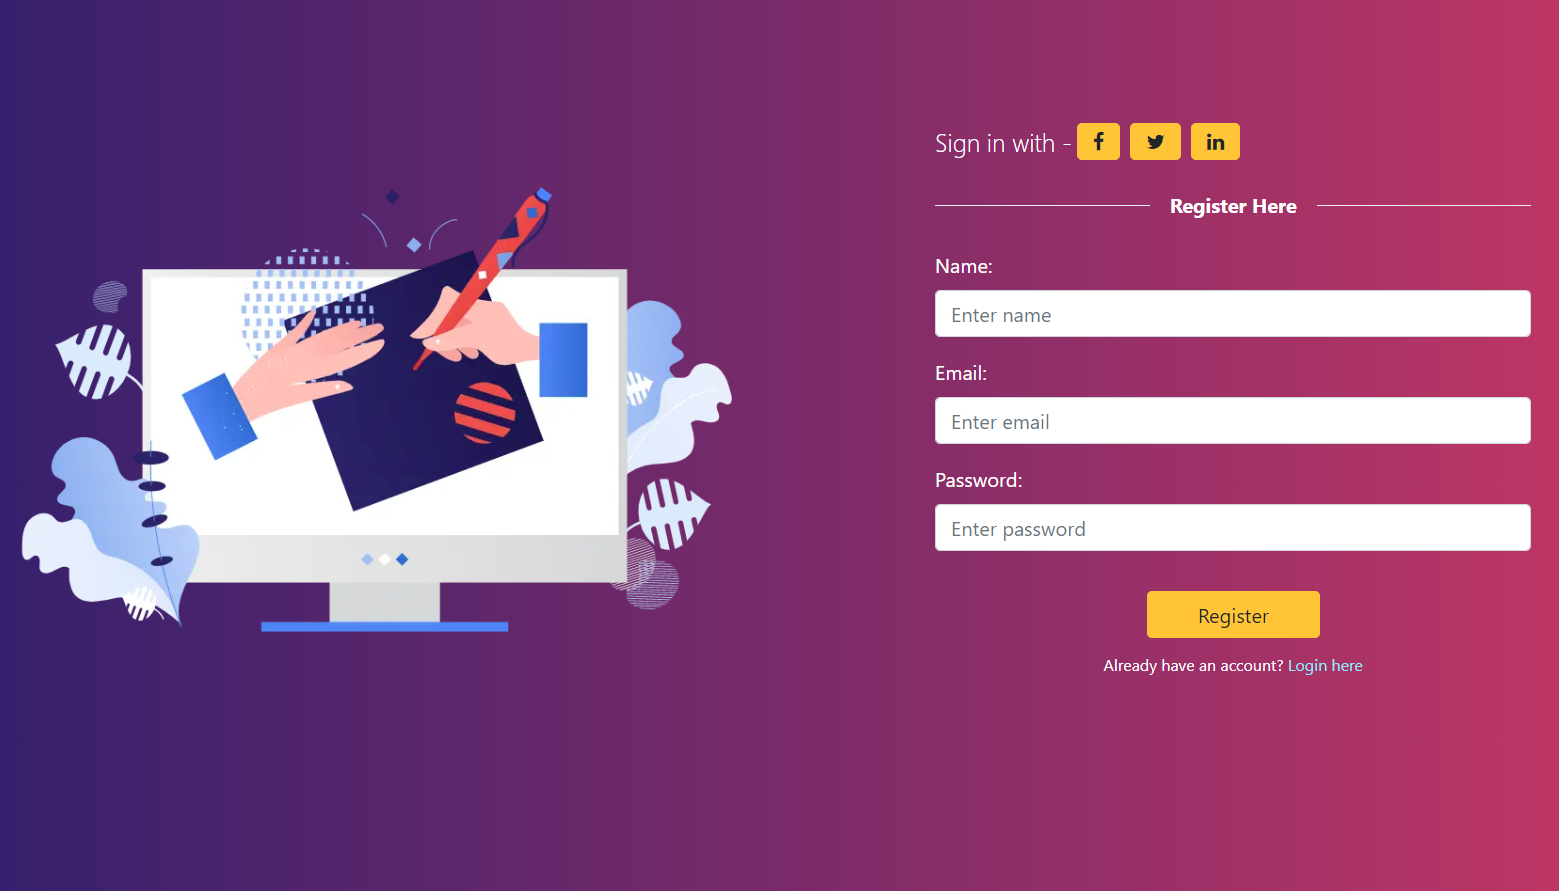 Sign in with -
Register Here
Name:
Enter name
Email:
Enter email
Password:
Enter password
Register
Already have an account? Login here